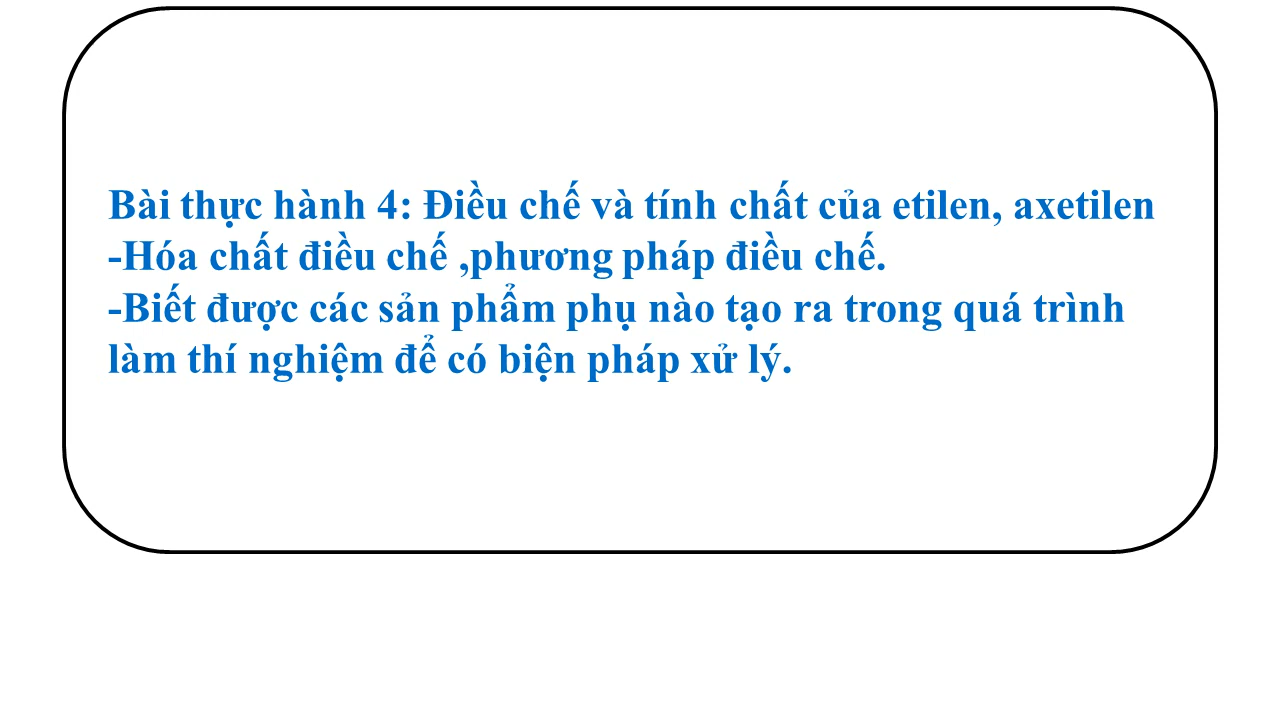 Bài thực hành 4: Điều chế và tính chất của etilen, axetilen
-Hóa chất điều chế ,phương pháp điều chế.
-Biết được các sản phẩm phụ nào tạo ra trong quá trình
làm thí nghiệm để có biện pháp xử lý.